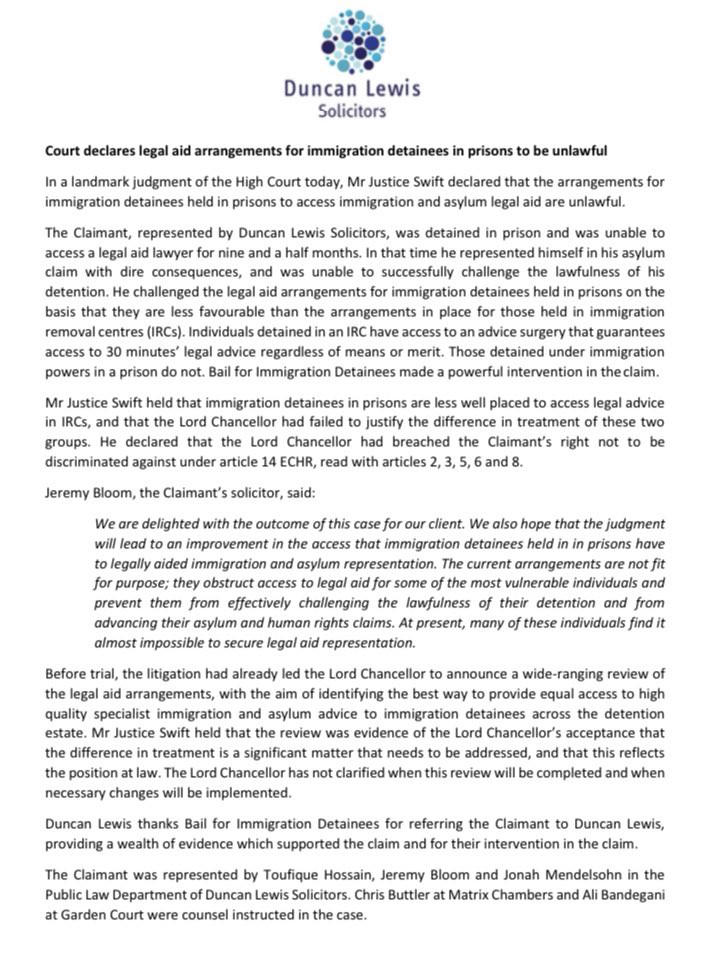 Duncan Lewis
Solicitors
Court declares legal aid arrangements for immigration detainees in prisons to be unlawful
In a landmark judgment of the High Court today, Mr Justice Swift declared that the arrangements for
immigration detainees held in prisons to access immigration and asylum legal aid are unlawful.
The Claimant, represented by Duncan Lewis Solicitors, was detained in prison and was unable to
access a legal aid lawyer for nine and a half months. In that time he represented himself in his asylum
claim with dire consequences, and was unable to successfully challenge the lawfulness of his
detention. He challenged the legal aid arrangements for immigration detainees held in prisons on the
basis that they are less favourable than the arrangements in place for those held in immigration
removal centres (IRCs). Individuals detained in an IRC have access to an advice surgery that guarantees
access to 30 minutes’ legal advice regardless of means or merit. Those detained under immigration
powers in a prison do not. Bail for Immigration Detainees made a powerful intervention in the claim.
Mr Justice Swift held that immigration detainees in prisons are less well placed to access legal advice
in IRCs, and that the Lord Chancellor had failed to justify the difference in treatment of these two
groups. He declared that the Lord Chancellor had breached the Claimant’s right not to be
discriminated against under article 14 ECHR, read with articles 2, 3, 5, 6 and 8.
Jeremy Bloom, the Claimant’s solicitor, said:
We are delighted with the outcome of this case for our client. We also hope that the judgment
will lead to an improvement in the access that immigration detainees held in in prisons have
to legally aided immigration and asylum representation. The current arrangements are not fit
for purpose; they obstruct access to legal aid for some of the most vulnerable individuals and
prevent them from effectively challenging the lawfulness of their detention and from
advancing their asylum and human rights claims. At present, many of these individuals find it
almost impossible to secure legal aid representation.
Before trial, the litigation had already led the Lord Chancellor to announce a wide-ranging review of
the legal aid arrangements, with the aim of identifying the best way to provide equal access to high
quality specialist immigration and asylum advice to immigration detainees across the detention
estate. Mr Justice Swift held that the review was evidence of the Lord Chancellor’s acceptance that
the difference in treatment is a significant matter that needs to be addressed, and that this reflects
the position at law. The Lord Chancellor has not clarified when this review will be completed and when
necessary changes will be implemented.
Duncan Lewis thanks Bail for Immigration Detainees for referring the Claimant to Duncan Lewis,
providing a wealth of evidence which supported the claim and for their intervention in the claim.
The Claimant was represented by Toufique Hossain, Jeremy Bloom and Jonah Mendelsohn in the
Public Law Department of Duncan Lewis Solicitors. Chris Buttler at Matrix Chambers and Ali Bandegani
at Garden Court were counsel instructed in the case.